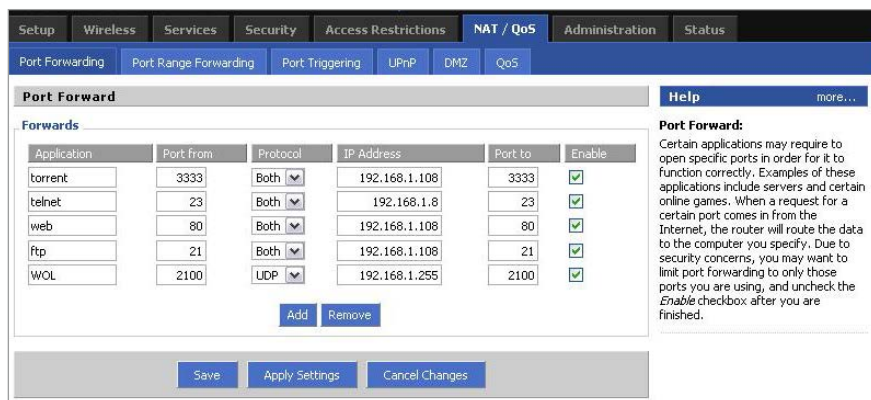 Setup Wireless Services Security Access Restrictions NAT / QoS Administration Status
Port Forwarding Port Range Forwarding Port Triggering UPnP DMZ QoS
Port Forward
Forwards
Application Port from Protocol IP Address Port to Enable
torrent 3333 Both 192.168.1.108 3333
telnet 23 Both 192.168.1.8 23
web 80 Both 192.168.1.108 80
ftp 21 Both 192.168.1.108 21
WOL 2100 UDP 192.168.1.255 2100
Add Remove
Save Apply Settings Cancel Changes
Help more...
Port Forward:
Certain applications may require to
open specific ports in order for it to
function correctly. Examples of these
applications include servers and certain
online games. When a request for a
certain port comes in from the
Internet, the router will route the data
to the computer you specify. Due to
security concerns, you may want to
limit port forwarding to only those
ports you are using, and uncheck the
Enable checkbox after you are
finished.